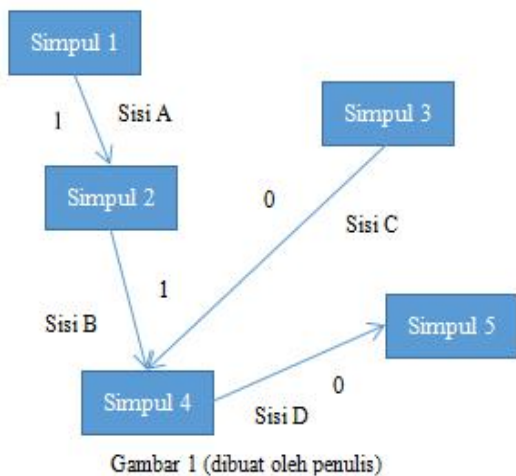 Simpul 1
1
Sisi A
Simpul 3
Simpul 2
0
Sisi C
1
Sisi B
Simpul 5
Simpul 4
0
Sisi D
Gambar 1 (dibuat oleh penulis)